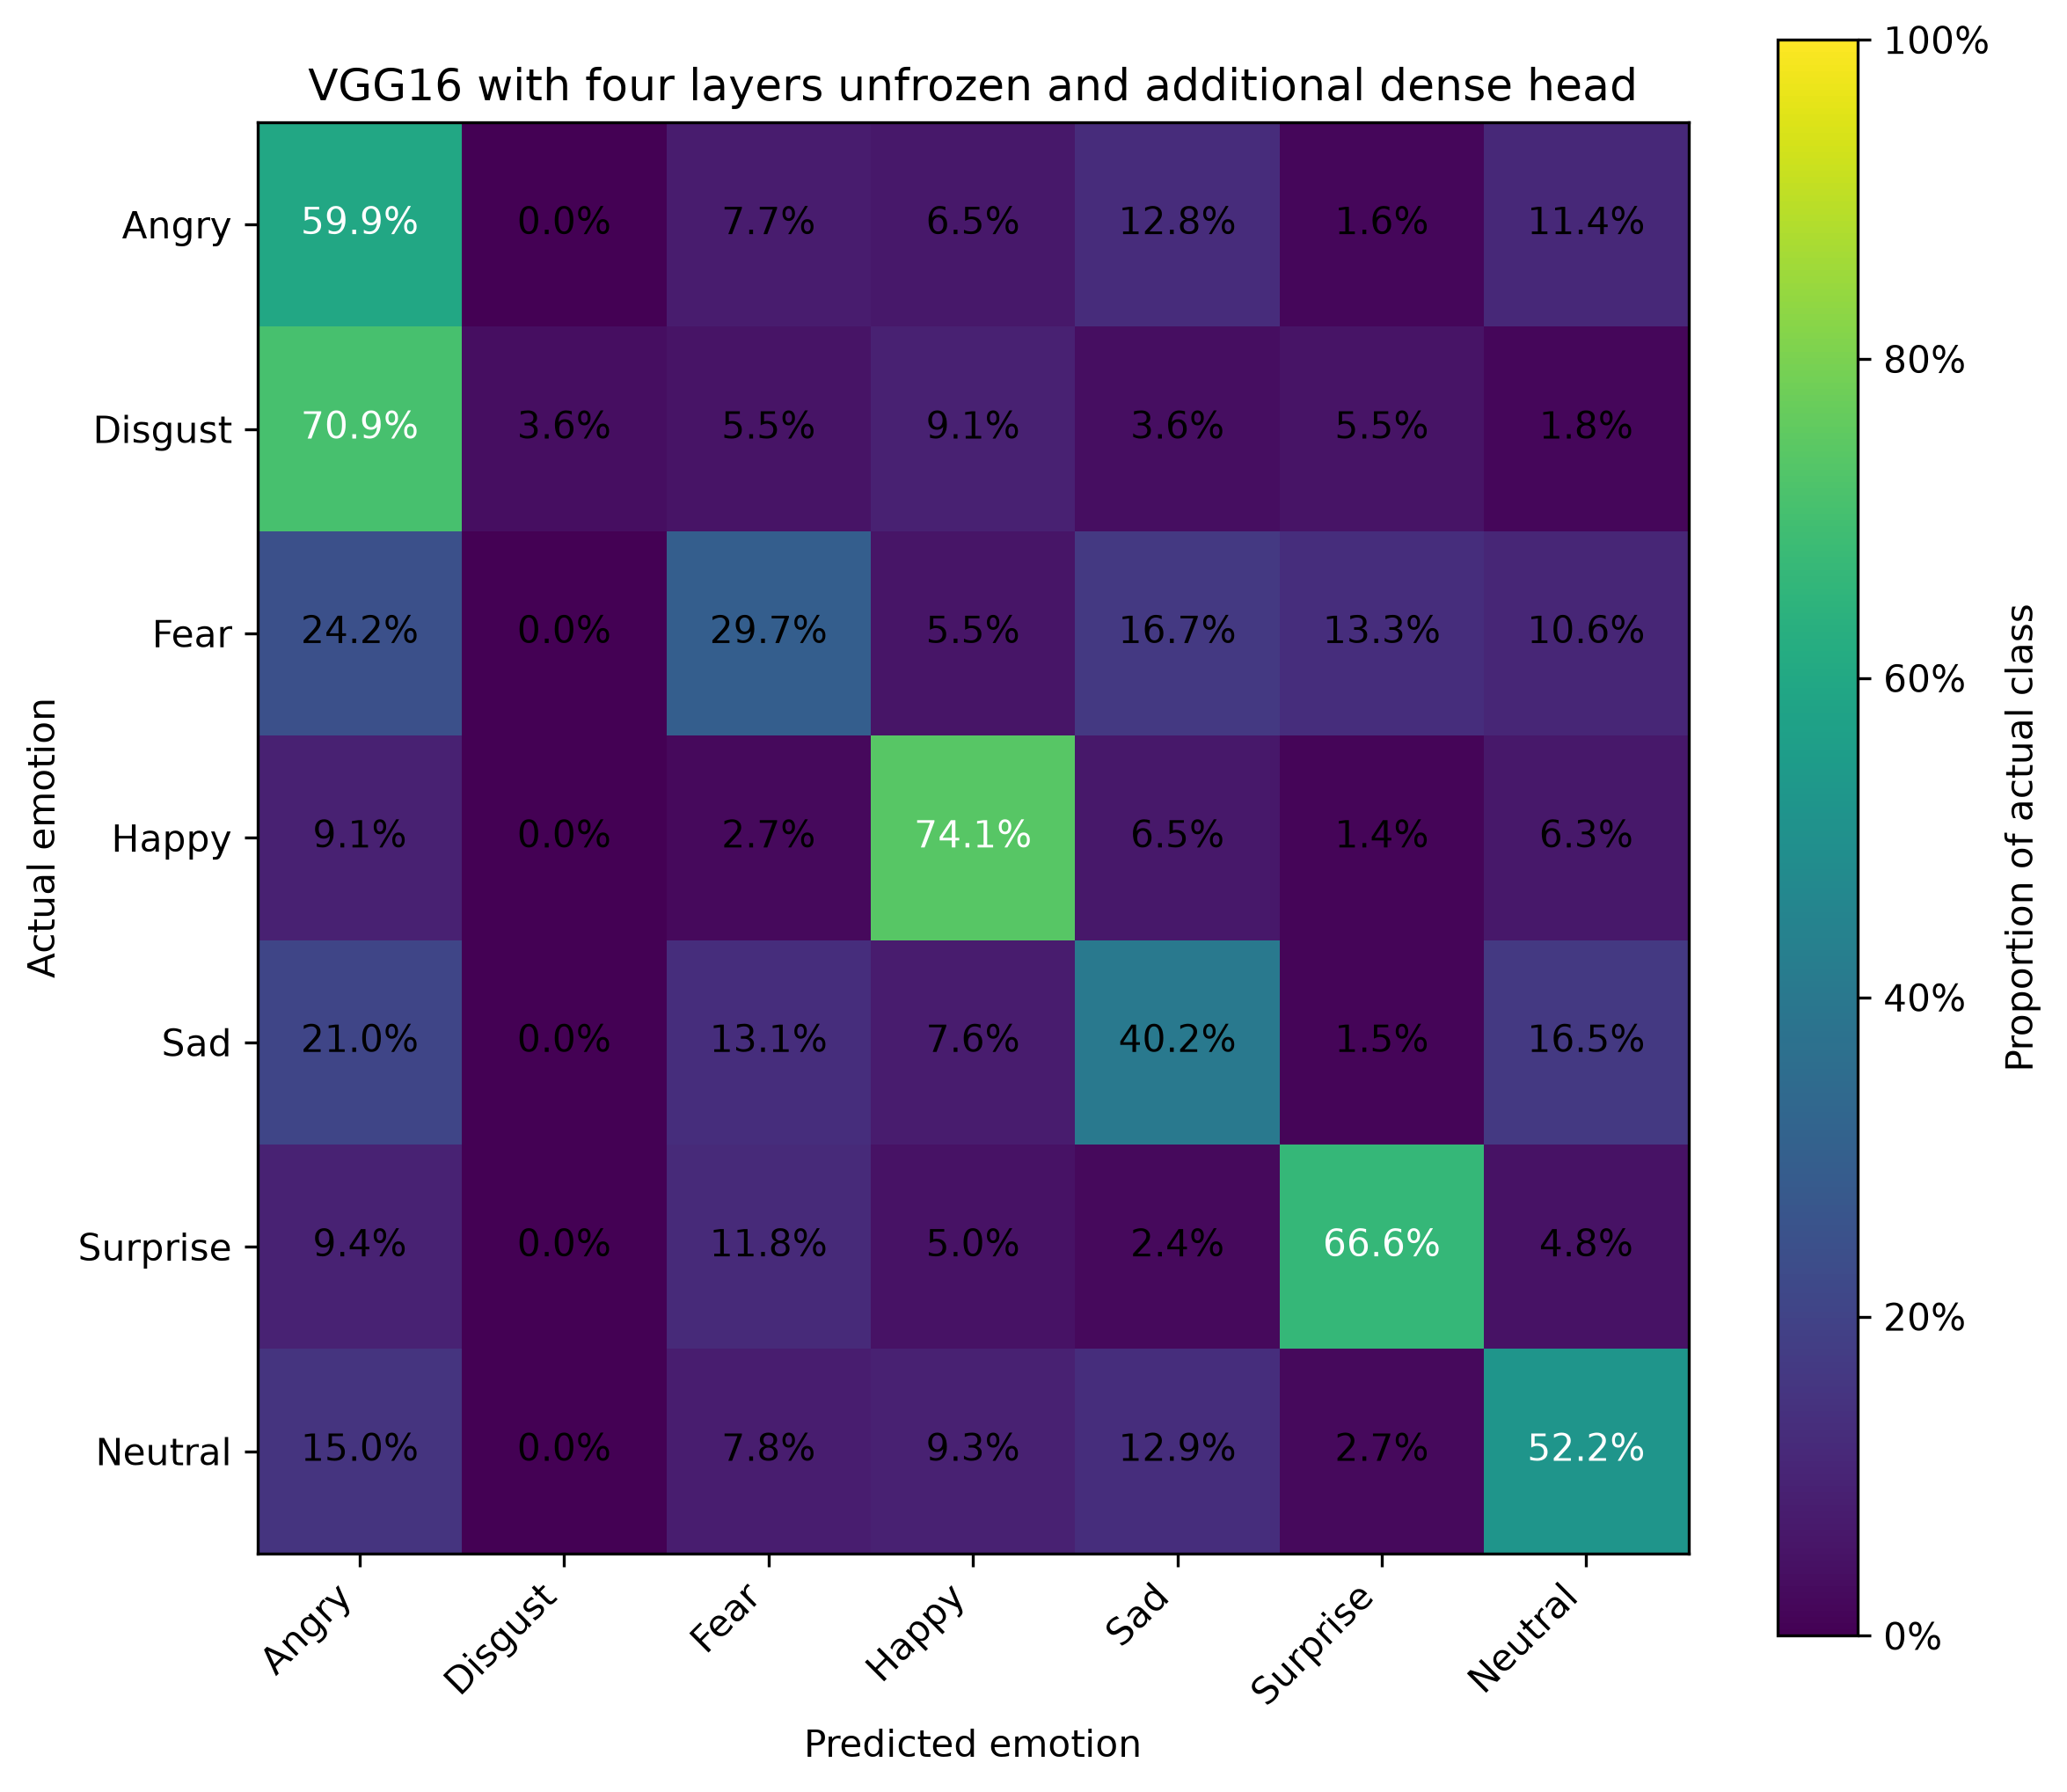 VGG16 with four layers unfrozen and additional dense head
Angry 59.9% 0.0% 7.7% 6.5% 12.8% 1.6% 11.4%
Disgust 70.9% 3.6% 5.5% 9.1% 3.6% 5.5% 1.8%
Fear 24.2% 0.0% 29.7% 5.5% 16.7% 13.3% 10.6%
Happy 9.1% 0.0% 2.7% 74.1% 6.5% 1.4% 6.3%
Sad 21.0% 0.0% 13.1% 7.6% 40.2% 1.5% 16.5%
Surprise 9.4% 0.0% 11.8% 5.0% 2.4% 66.6% 4.8%
Neutral 15.0% 0.0% 7.8% 9.3% 12.9% 2.7% 52.2%
Angry Disgust Fear Happy Sad Surprise Neutral
Predicted emotion
Actual emotion
100%
80%
60%
40%
20%
0%
Proportion of actual class